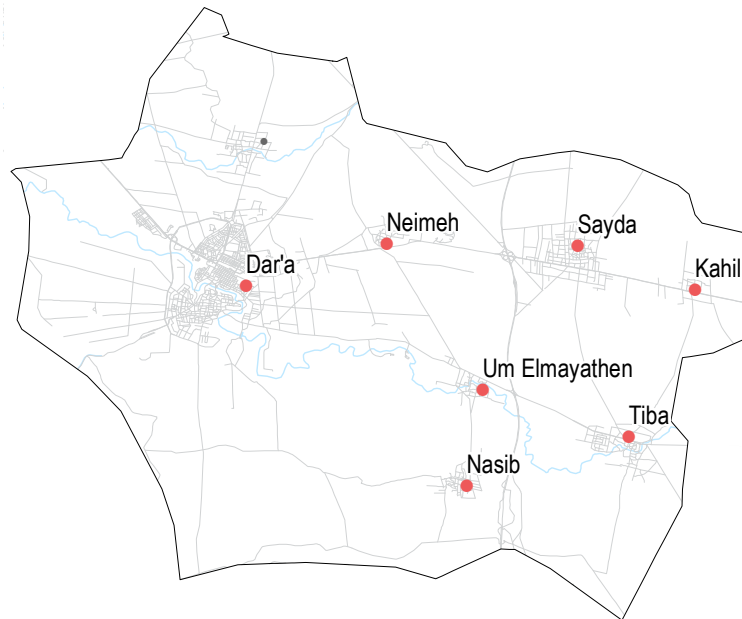 Neimeh
Sayda
Dar'a
Kahil
Um Elmayathen
Tiba
Nasib